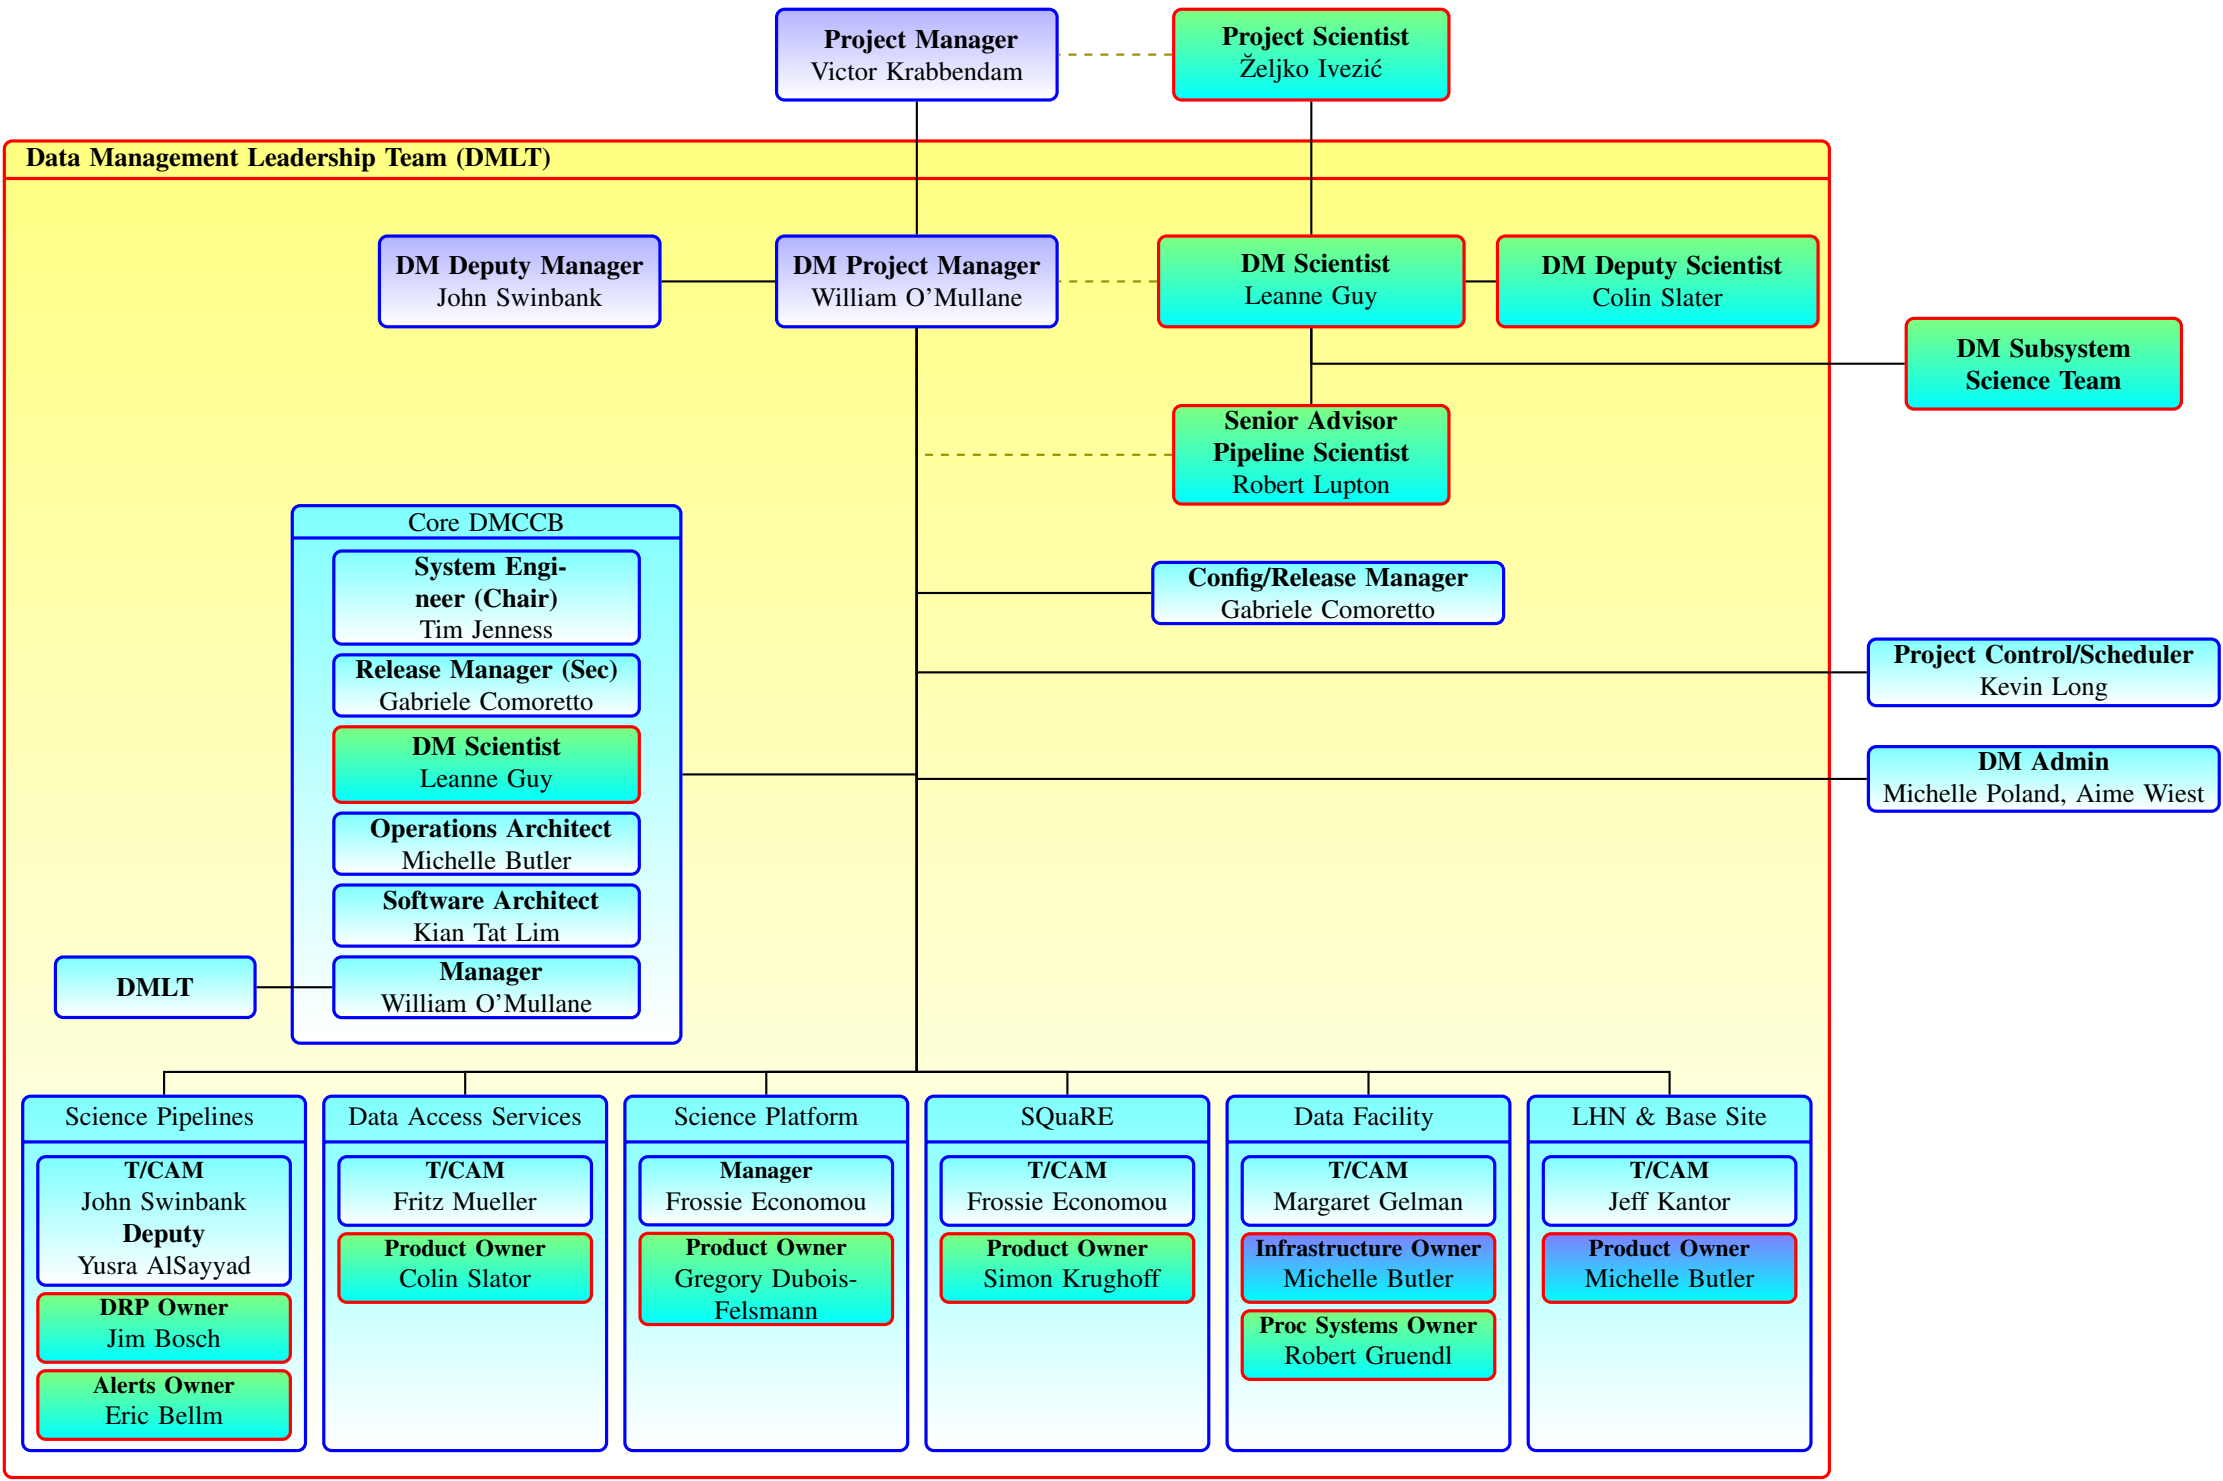 Project Manager
Victor Krabbendam
Project Scientist
Željko Ivezić
Data Management Leadership Team (DMLT)
DM Deputy Manager
John Swinbank
DM Project Manager
William O'Mullane
DM Scientist
Leanne Guy
DM Deputy Scientist
Colin Slater
DM Subsystem
Science Team
Senior Advisor
Pipeline Scientist
Robert Lupton
Core DMCCB
System Engi-
neer (Chair)
Tim Jenness
Release Manager (Sec)
Gabriele Comoretto
DM Scientist
Leanne Guy
Operations Architect
Michelle Butler
Software Architect
Kian Tat Lim
Manager
William O'Mullane
DMLT
Config/Release Manager
Gabriele Comoretto
Project Control/Scheduler
Kevin Long
DM Admin
Michelle Poland, Aime Wiest
Science Pipelines
T/CAM
John Swinbank
Deputy
Yusra AlSayyad
DRP Owner
Jim Bosch
Alerts Owner
Eric Bellm
Data Access Services
T/CAM
Fritz Mueller
Product Owner
Colin Slator
Science Platform
Manager
Frossie Economou
Product Owner
Gregory Dubois-
Felsmann
SQuaRE
T/CAM
Frossie Economou
Product Owner
Simon Krughoff
Data Facility
T/CAM
Margaret Gelman
Infrastructure Owner
Michelle Butler
Proc Systems Owner
Robert Gruendl
LHN & Base Site
T/CAM
Jeff Kantor
Product Owner
Michelle Butler